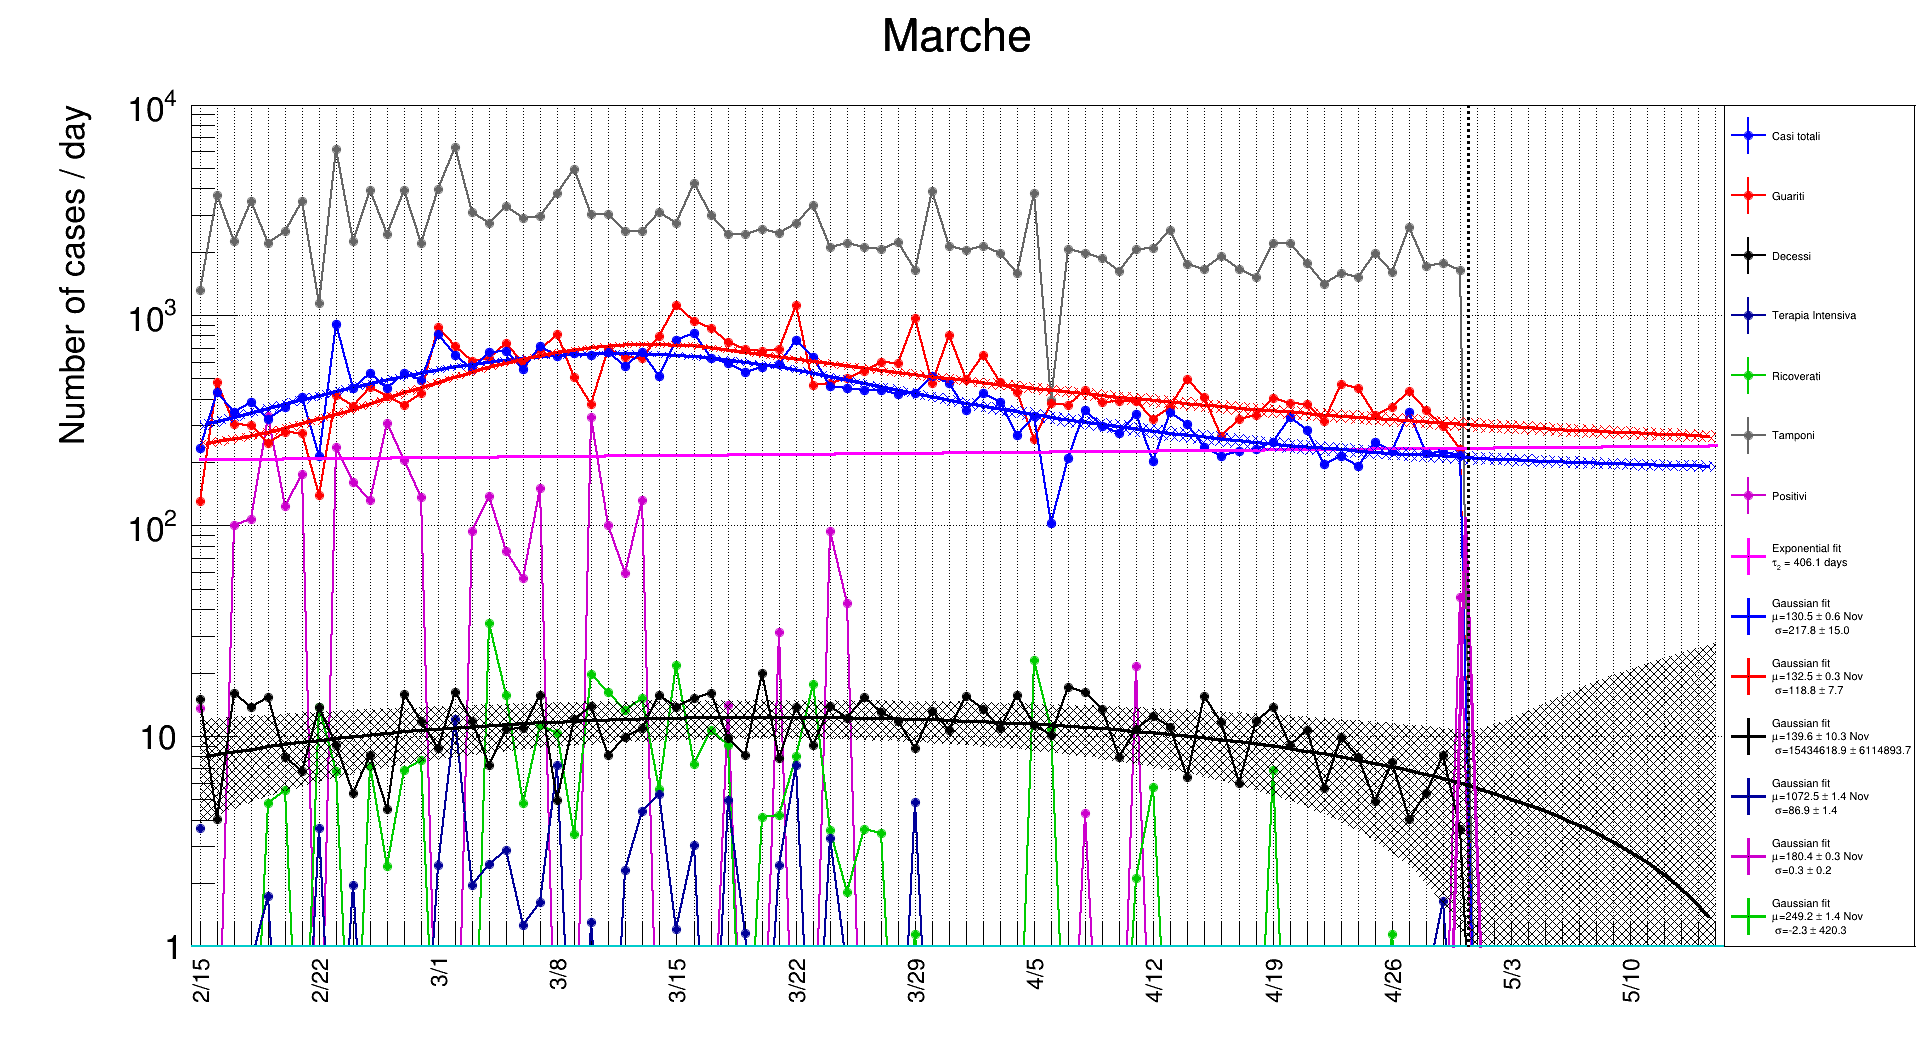 Marche
Number of cases / day
10^4
10^3
10^2
10
1
2/15
2/22
3/1
3/8
3/15
3/22
3/29
4/5
4/12
4/19
4/26
5/3
5/10
Casi totali
Guariti
Decessi
Terapia Intensiva
Ricoverati
Tamponi
Positivi
Exponential fit
τ₂ = 406.1 days
Gaussian fit
μ=130.5 ± 0.6 Nov
σ=217.8 ± 15.0
Gaussian fit
μ=132.5 ± 0.3 Nov
σ=118.8 ± 7.7
Gaussian fit
μ=139.6 ± 10.3 Nov
σ=15434618.9 ± 6114893.7
Gaussian fit
μ=1072.5 ± 1.4 Nov
σ=86.9 ± 1.4
Gaussian fit
μ=180.4 ± 0.3 Nov
σ=0.3 ± 0.2
Gaussian fit
μ=249.2 ± 1.4 Nov
σ=-2.3 ± 420.3